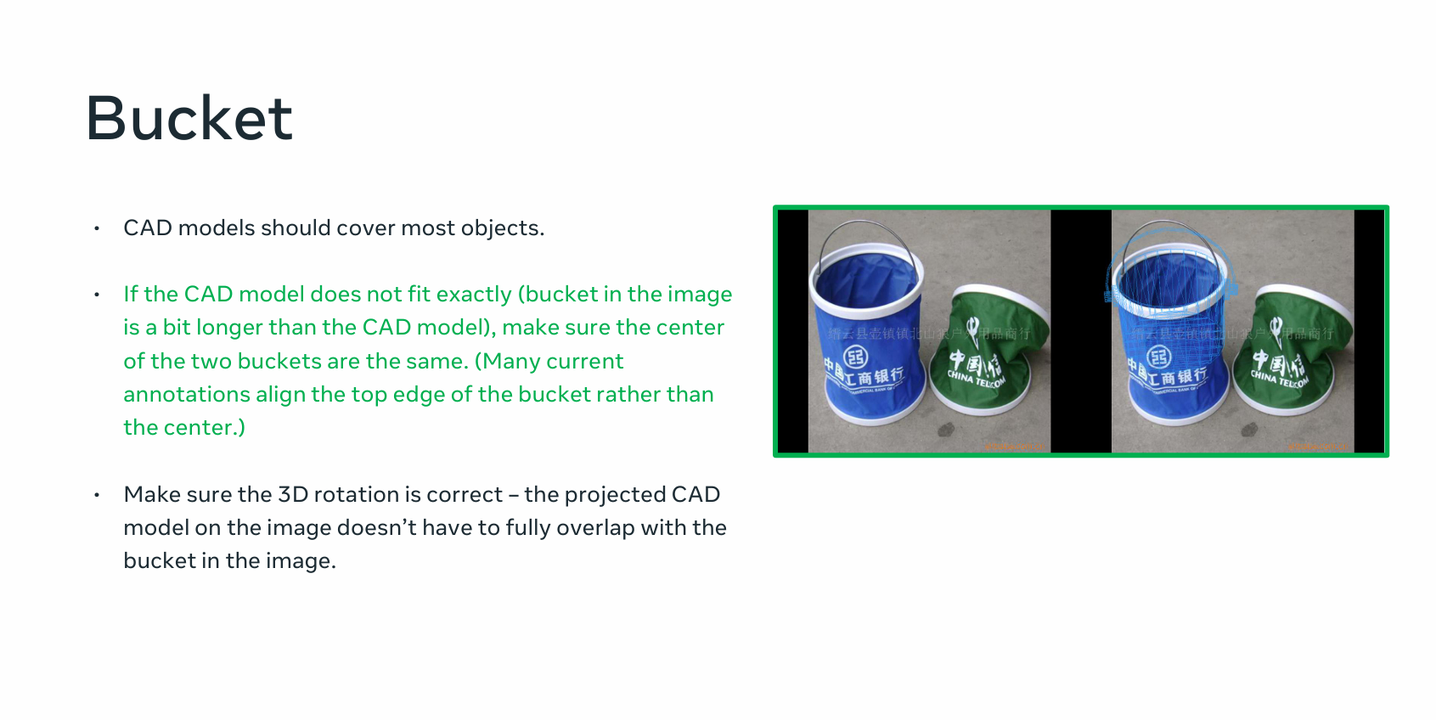 Bucket
• CAD models should cover most objects.
• If the CAD model does not fit exactly (bucket in the image
is a bit longer than the CAD model), make sure the center
of the two buckets are the same. (Many current
annotations align the top edge of the bucket rather than
the center.)
• Make sure the 3D rotation is correct – the projected CAD
model on the image doesn’t have to fully overlap with the
bucket in the image.
中国工商银行
中国
CHINA TELECOM
中国工商银行
中国
CHINA TELECOM